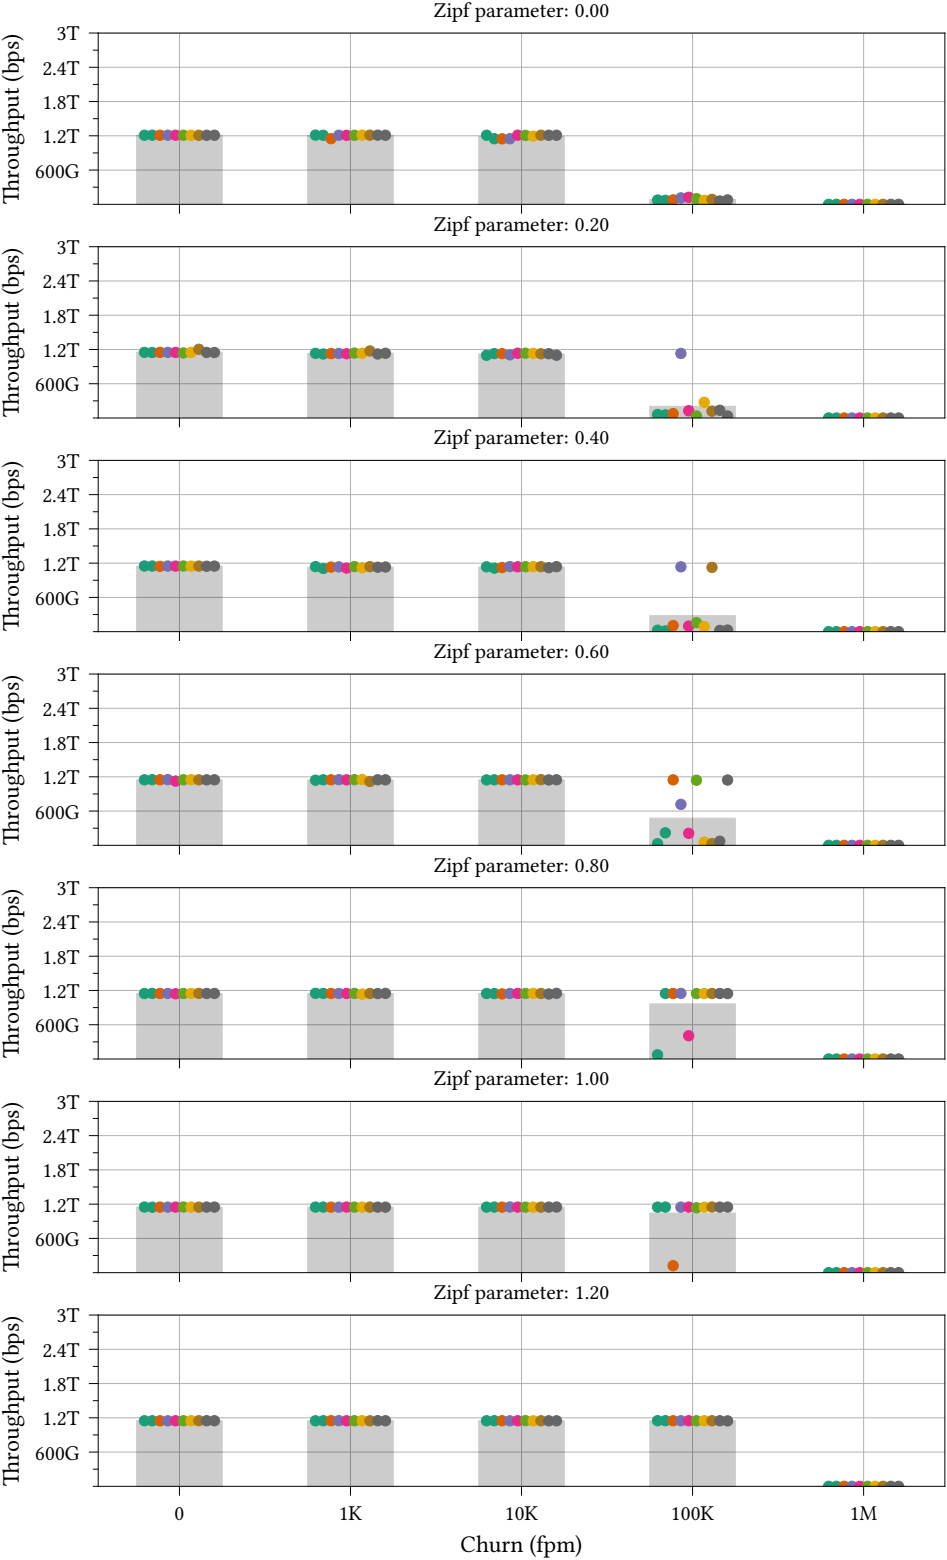 Zipf parameter: 0.00
Throughput (bps)
3T
2.4T
1.8T
1.2T
600G
Zipf parameter: 0.20
Throughput (bps)
3T
2.4T
1.8T
1.2T
600G
Zipf parameter: 0.40
Throughput (bps)
3T
2.4T
1.8T
1.2T
600G
Zipf parameter: 0.60
Throughput (bps)
3T
2.4T
1.8T
1.2T
600G
Zipf parameter: 0.80
Throughput (bps)
3T
2.4T
1.8T
1.2T
600G
Zipf parameter: 1.00
Throughput (bps)
3T
2.4T
1.8T
1.2T
600G
Zipf parameter: 1.20
Throughput (bps)
3T
2.4T
1.8T
1.2T
600G
0 1K 10K 100K 1M
Churn (fpm)